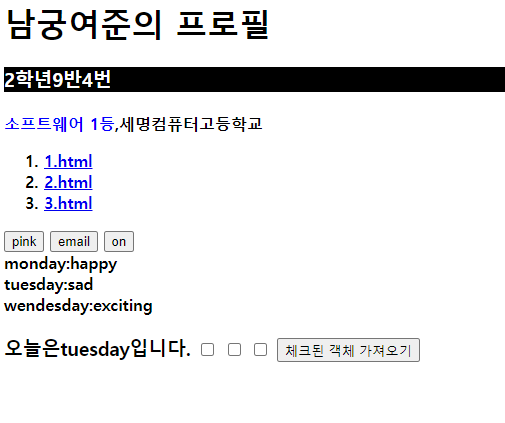 남궁여준의 프로필
2학년9반4번
소프트웨어 1등,세명컴퓨터고등학교
1. 1.html
2. 2.html
3. 3.html
pink email on
monday:happy
tuesday:sad
wendesday:exciting
오늘은tuesday입니다. 체크된 객체 가져오기